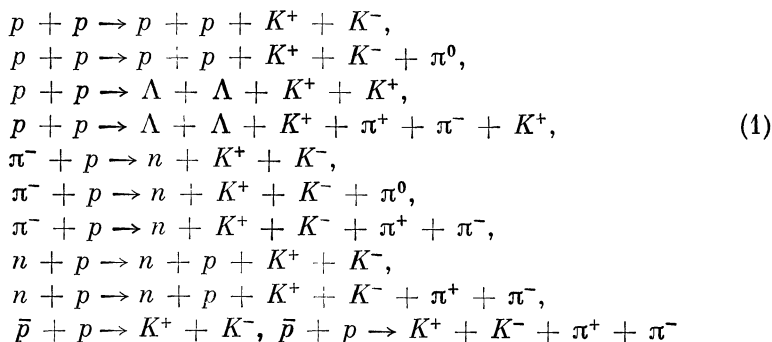 p + p → p + p + K⁺ + K⁻,
p + p → p + p + K⁺ + K⁻ + π⁰,
p + p → Λ + Λ + K⁺ + K⁺,
p + p → Λ + Λ + K⁺ + π⁺ + π⁻ + K⁺, (1)
π⁻ + p → n + K⁺ + K⁻,
π⁻ + p → n + K⁺ + K⁻ + π⁰,
π⁻ + p → n + K⁺ + K⁻ + π⁺ + π⁻,
n + p → n + p + K⁺ + K⁻,
n + p → n + p + K⁺ + K⁻ + π⁺ + π⁻,
p̄ + p → K⁺ + K⁻, p̄ + p → K⁺ + K⁻ + π⁺ + π⁻